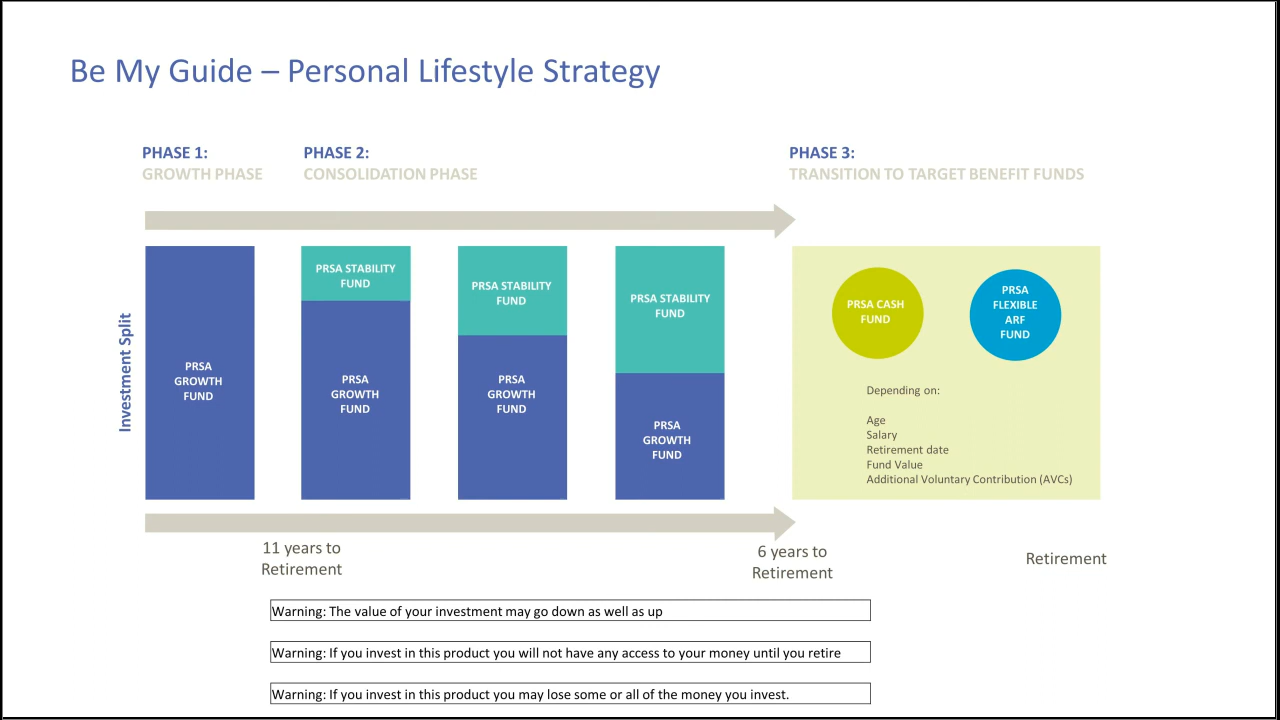 Be My Guide – Personal Lifestyle Strategy
PHASE 1:
GROWTH PHASE
PHASE 2:
CONSOLIDATION PHASE
PHASE 3:
TRANSITION TO TARGET BENEFIT FUNDS
Investment Split
PRSA
GROWTH
FUND
PRSA STABILITY
FUND
PRSA
GROWTH
FUND
PRSA STABILITY
FUND
PRSA
GROWTH
FUND
PRSA STABILITY
FUND
PRSA
GROWTH
FUND
PRSA CASH
FUND
PRSA
FLEXIBLE
ARF
FUND
Depending on:
Age
Salary
Retirement date
Fund Value
Additional Voluntary Contribution (AVCs)
11 years to
Retirement
6 years to
Retirement
Retirement
Warning: The value of your investment may go down as well as up
Warning: If you invest in this product you will not have any access to your money until you retire
Warning: If you invest in this product you may lose some or all of the money you invest.